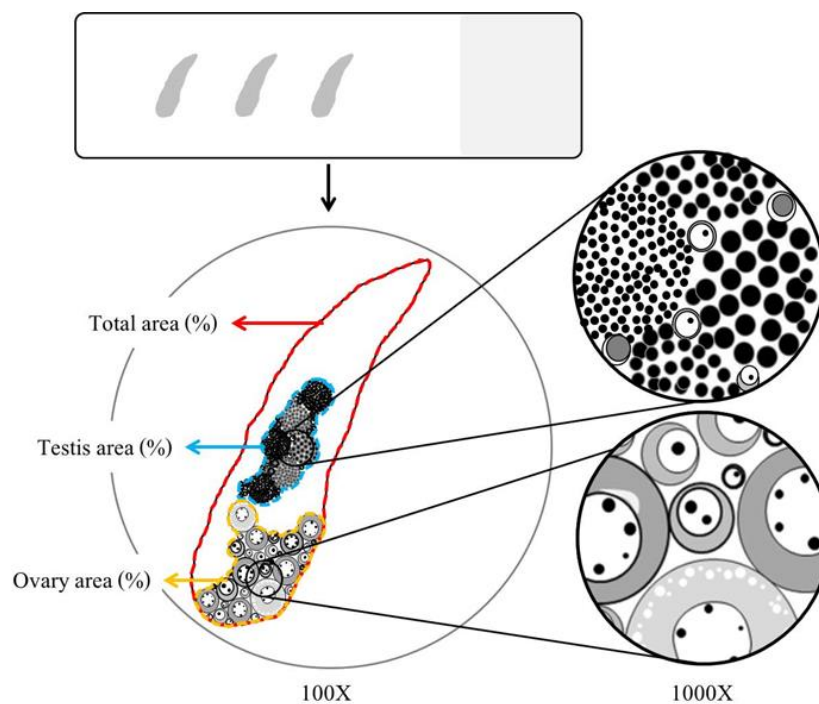 Total area (%)
Testis area (%)
Ovary area (%)
100X
1000X